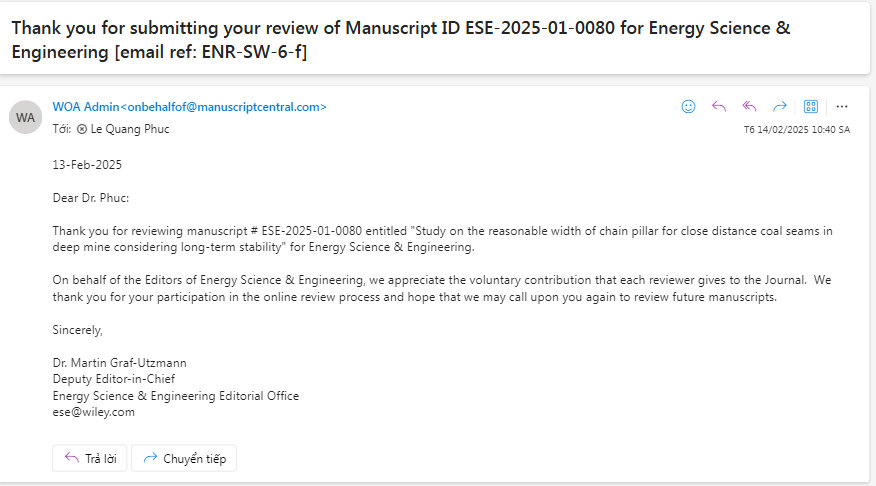 Thank you for submitting your review of Manuscript ID ESE-2025-01-0080 for Energy Science &
Engineering [email ref: ENR-SW-6-f]
WA
WOA Admin<onbehalfof@manuscriptcentral.com>
Tới: Le Quang Phuc
T6 14/02/2025 10:40 SA
13-Feb-2025
Dear Dr. Phuc:
Thank you for reviewing manuscript # ESE-2025-01-0080 entitled "Study on the reasonable width of chain pillar for close distance coal seams in
deep mine considering long-term stability" for Energy Science & Engineering.
On behalf of the Editors of Energy Science & Engineering, we appreciate the voluntary contribution that each reviewer gives to the Journal.  We
thank you for your participation in the online review process and hope that we may call upon you again to review future manuscripts.
Sincerely,
Dr. Martin Graf-Utzmann
Deputy Editor-in-Chief
Energy Science & Engineering Editorial Office
ese@wiley.com
Trả lời
Chuyển tiếp